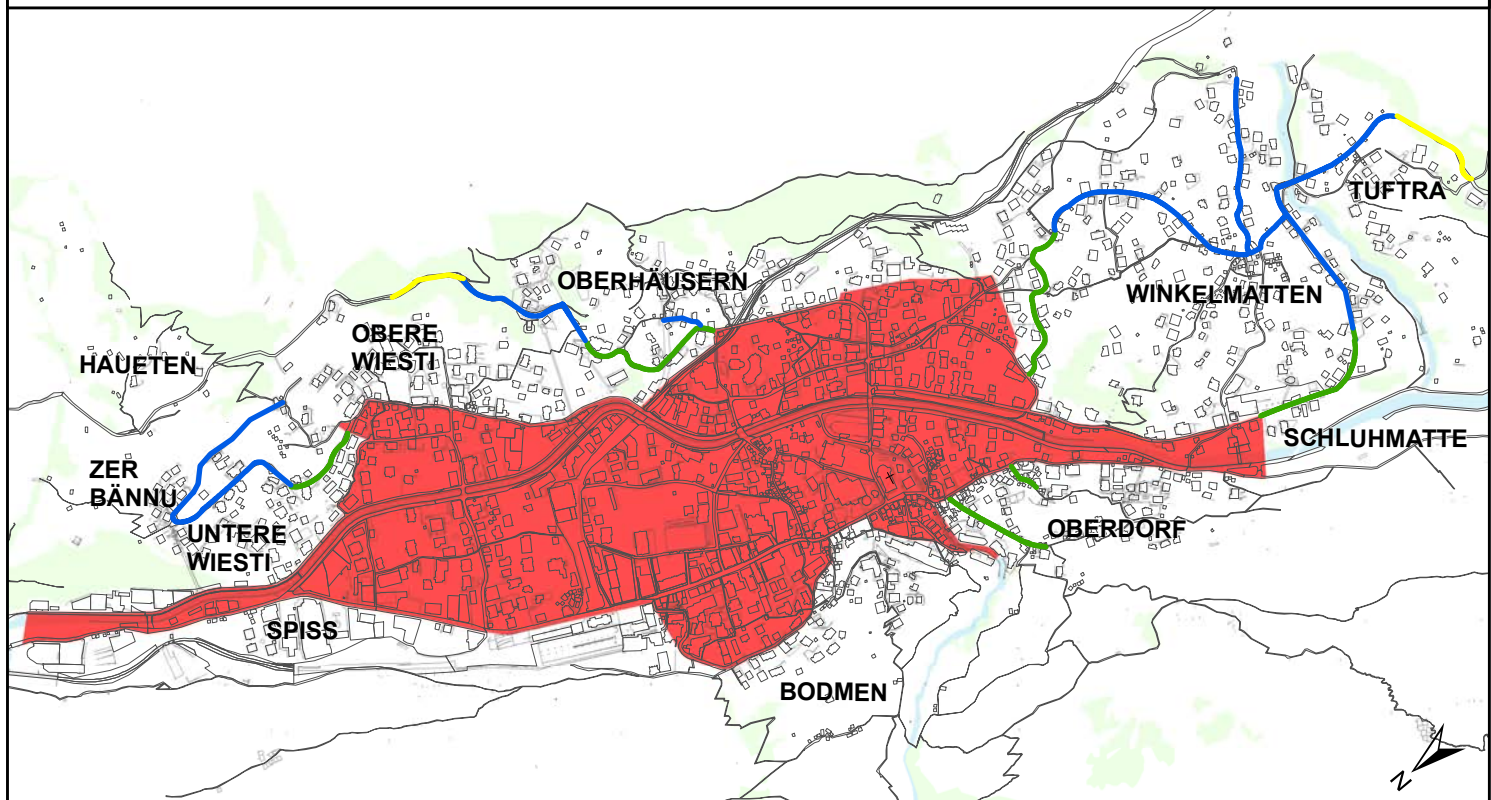 TUFTRA
OBERHÄUSERN
WINKELMATTEN
OBERE
WIESTI
HAUETEN
SCHLUHMATTE
ZER
BÄNNU
UNTERE
WIESTI
OBERDORF
SPISS
BODMEN
N